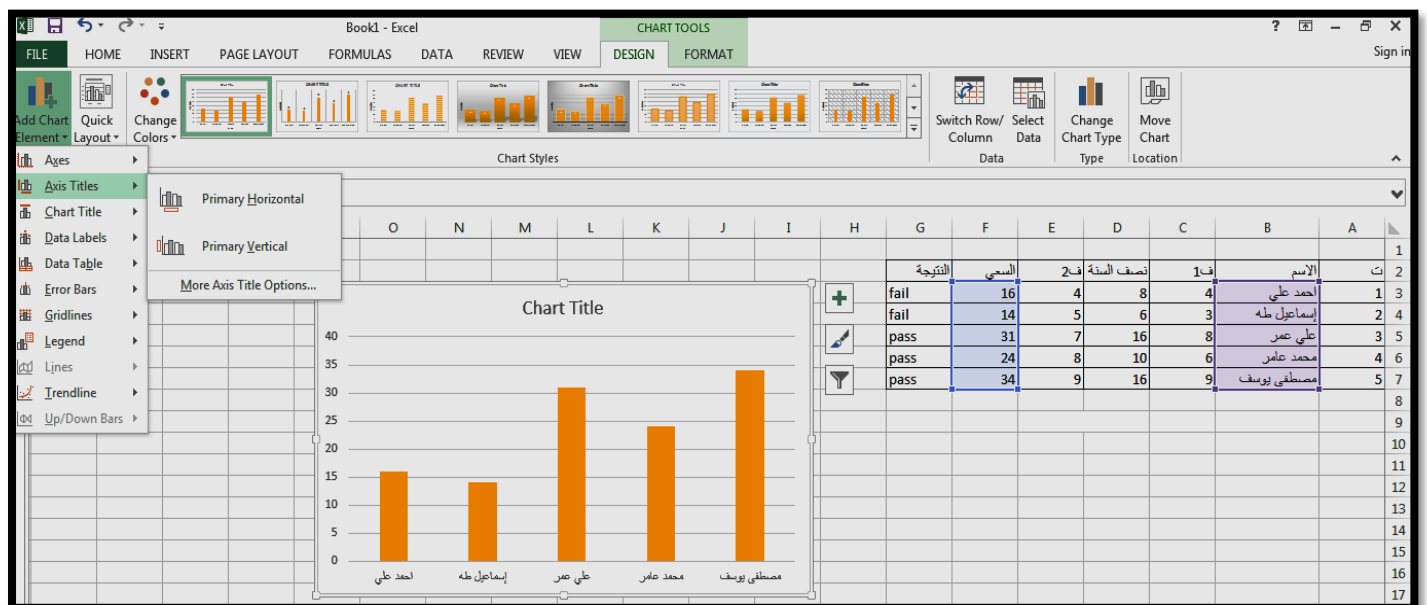 Book1 - Excel
CHART TOOLS
FILE HOME INSERT PAGE LAYOUT FORMULAS DATA REVIEW VIEW DESIGN FORMAT Sign in
Add Chart Element
Quick Layout
Change Colors
Switch Row/ Column
Select Data
Change Chart Type
Move Chart
Chart Styles
Data
Type
Location
Axes
Axis Titles
Chart Title
Data Labels
Data Table
Error Bars
Gridlines
Legend
Lines
Trendline
Up/Down Bars
Primary Horizontal
Primary Vertical
More Axis Title Options...
O N M L K J I H G F E D C B A
1
2 ت الاسم ف1 نصف السنة ف2 السعي النتيجة
3 1 احمد علي 4 8 4 16 fail
4 2 إسماعيل طه 3 6 5 14 fail
5 3 علي عمر 8 16 7 31 pass
6 4 محمد عامر 6 10 8 24 pass
7 5 مصطفى يوسف 9 16 9 34 pass
8
9
10
11
12
13
14
15
16
17
Chart Title
40
35
30
25
20
15
10
5
0
احمد علي إسماعيل طه علي عمر محمد عامر مصطفى يوسف